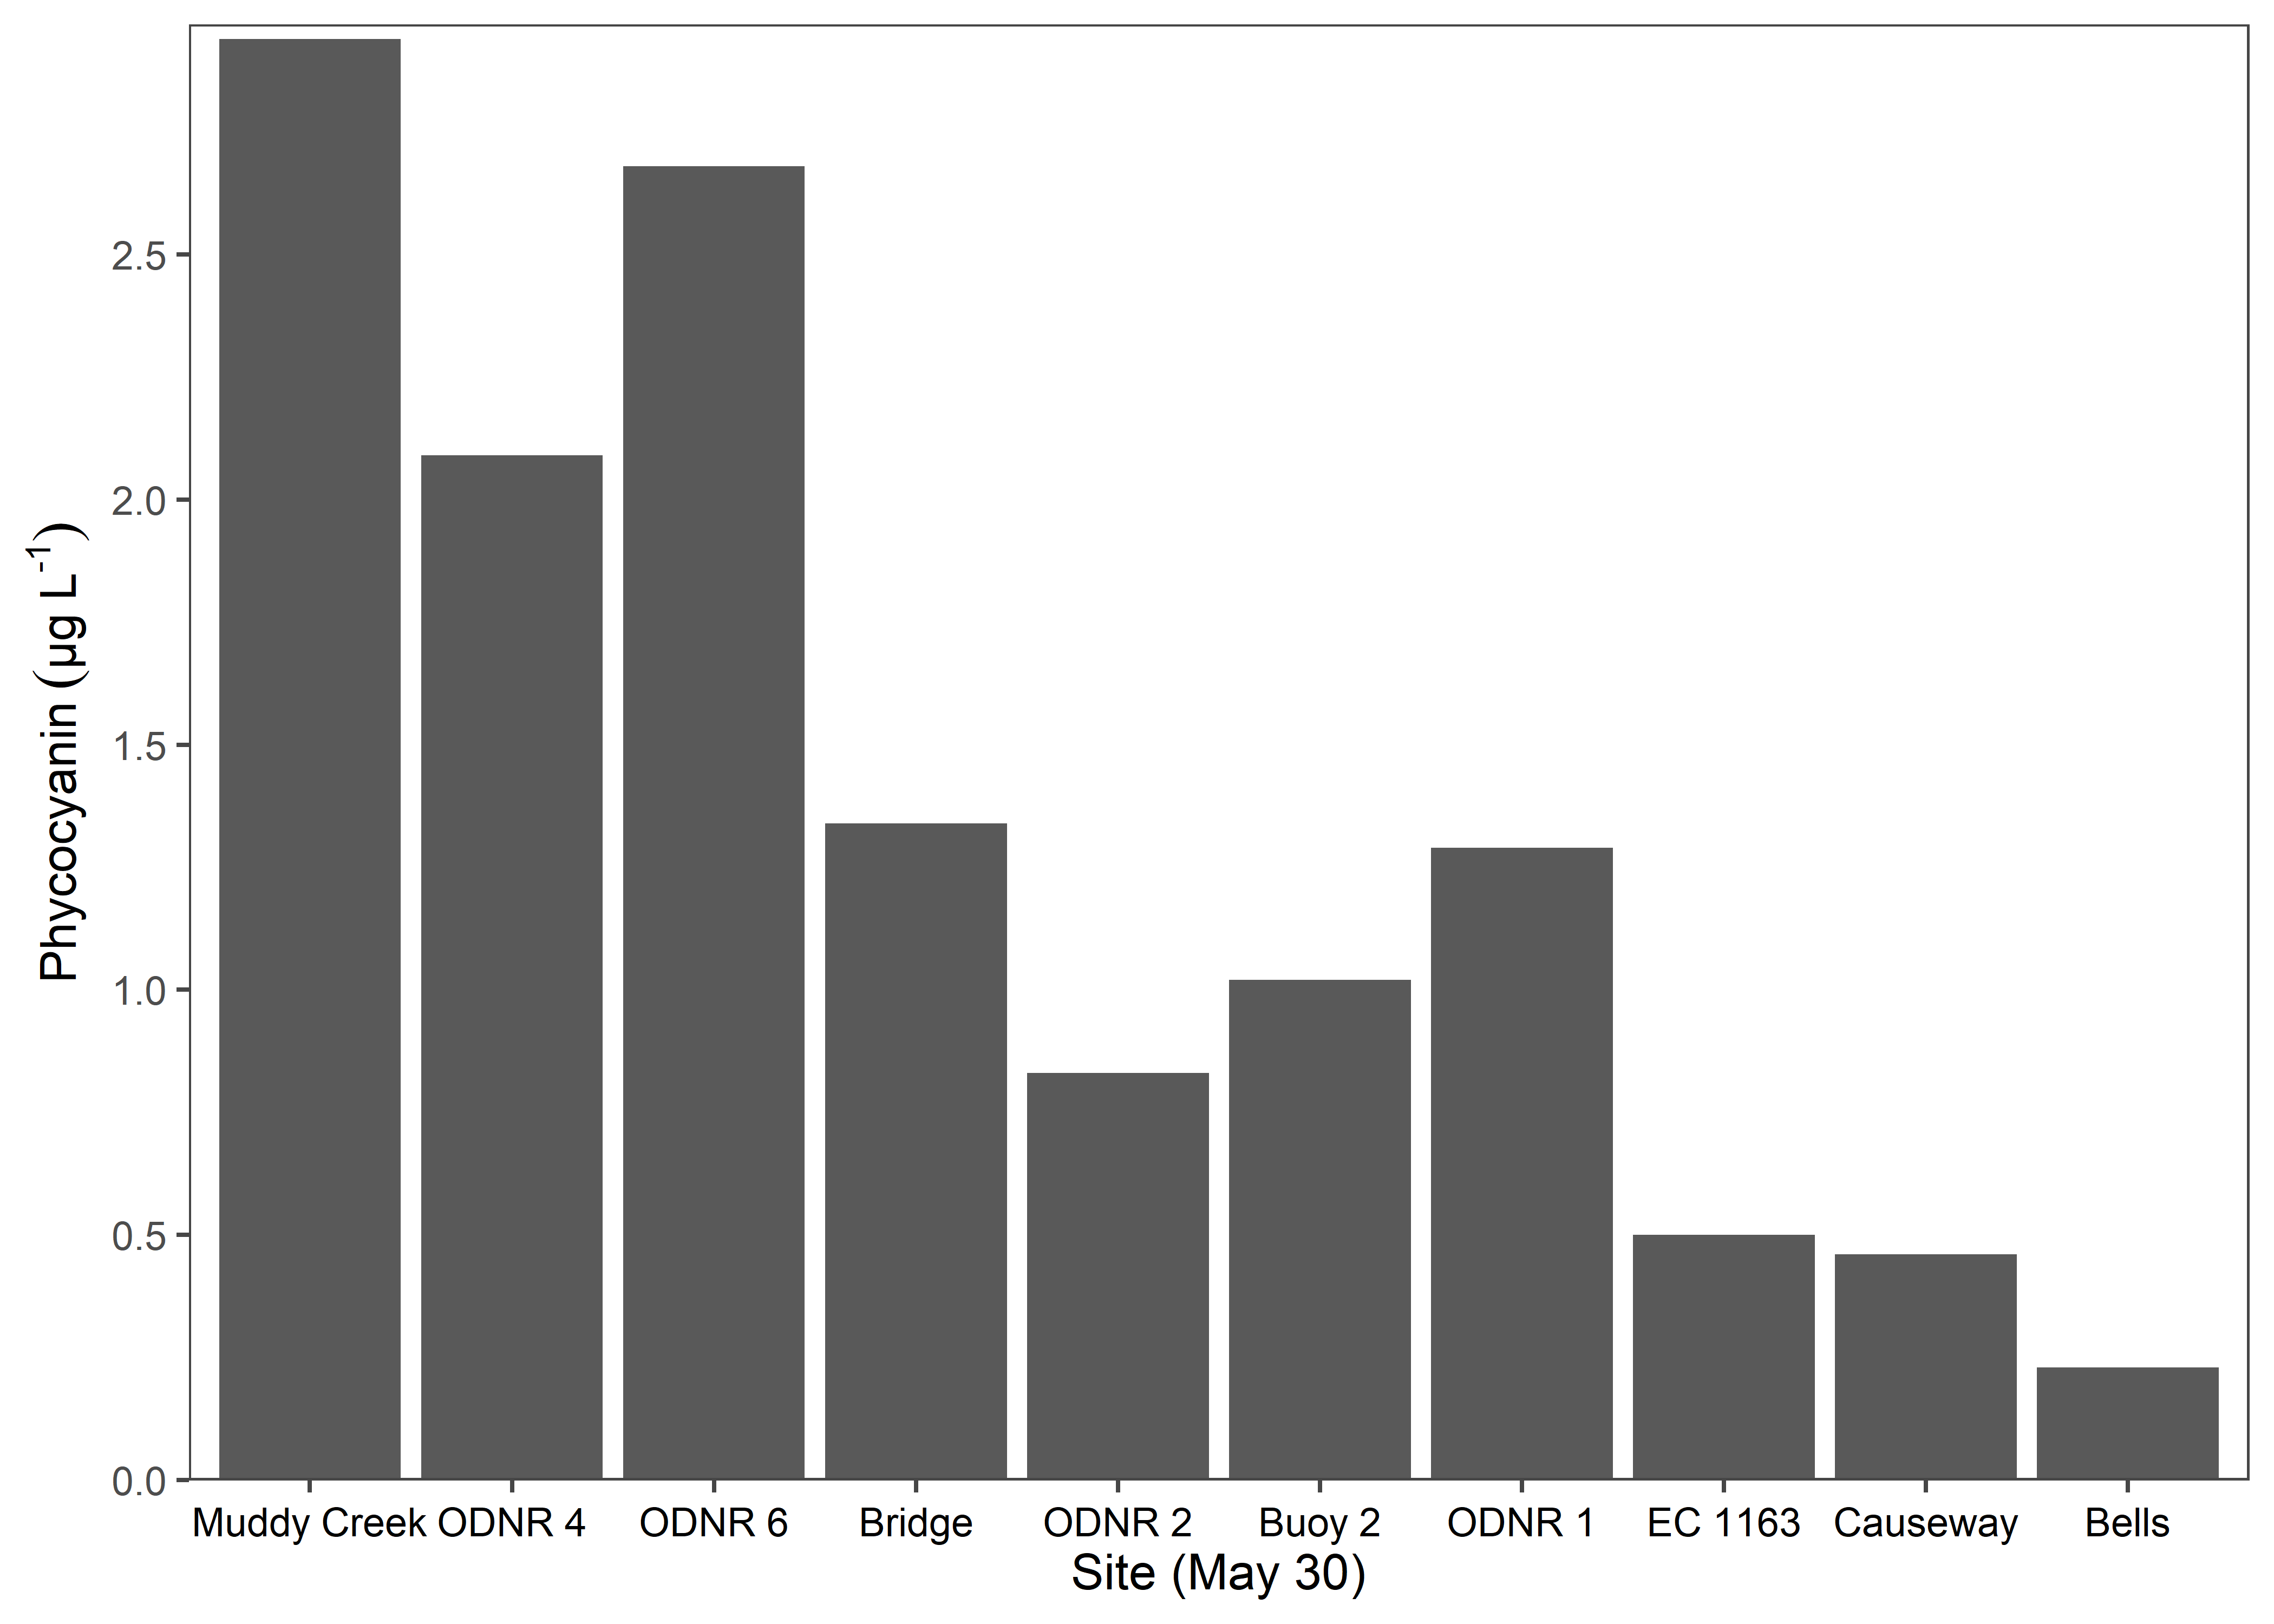 Phycocyanin (µg L⁻¹)
2.5
2.0
1.5
1.0
0.5
0.0
Muddy Creek ODNR 4 ODNR 6 Bridge ODNR 2 Buoy 2 ODNR 1 EC 1163 Causeway Bells
Site (May 30)